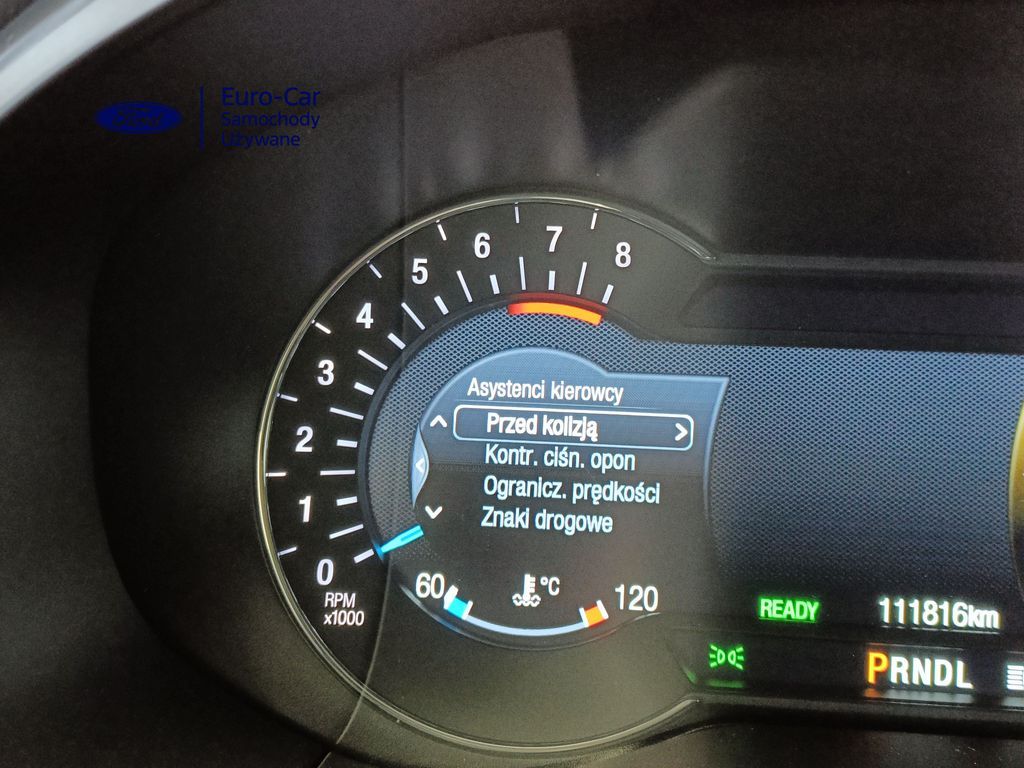 Ford
Euro-Car
Samochody
Używane
0
1
2
3
4
5
6
7
8
RPM
x1000
Asystenci kierowcy
Przed kolizją >
Kontr. ciśn. opon
Ogranicz. prędkości
Znaki drogowe
60 °C 120
READY 111816km
PRNDL